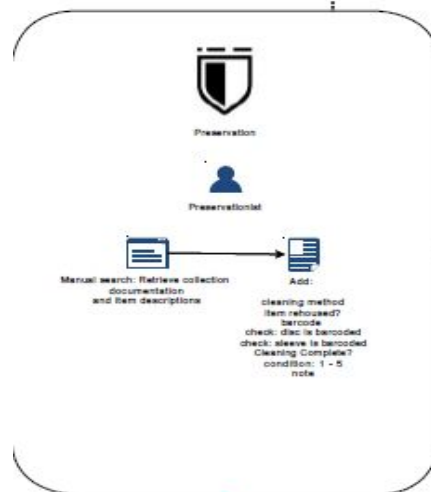 Preservation
Preservationist
Manual search: Retrieve collection
documentation
and Item descriptions
Add:
cleaning method
Item rehoused?
barcode
check: disc is barcoded
check: sleeve is barcoded
Cleaning Complete?
condition: 1 - 5
note